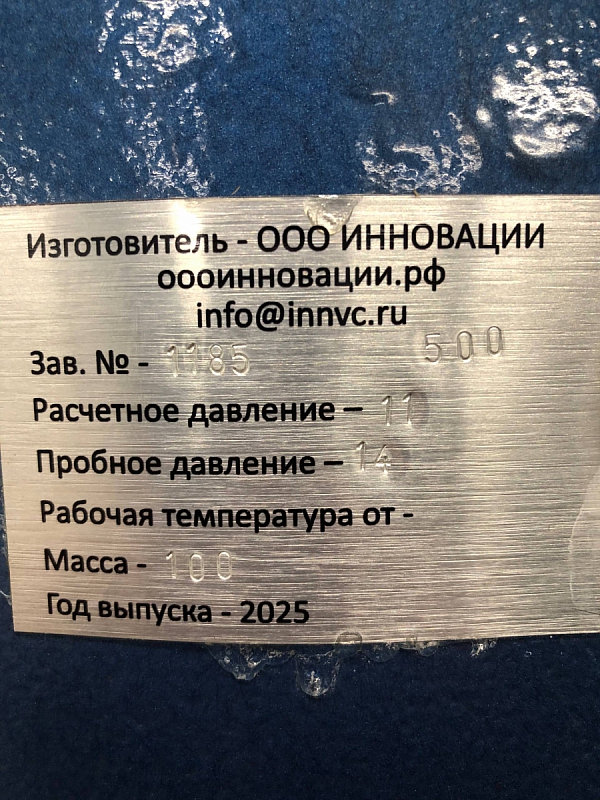 Изготовитель - ООО ИННОВАЦИИ
оооинновации.рф
info@innvc.ru
Зав. № - 1185 500
Расчетное давление – 11
Пробное давление – 14
Рабочая температура от -
Масса - 100
Год выпуска - 2025